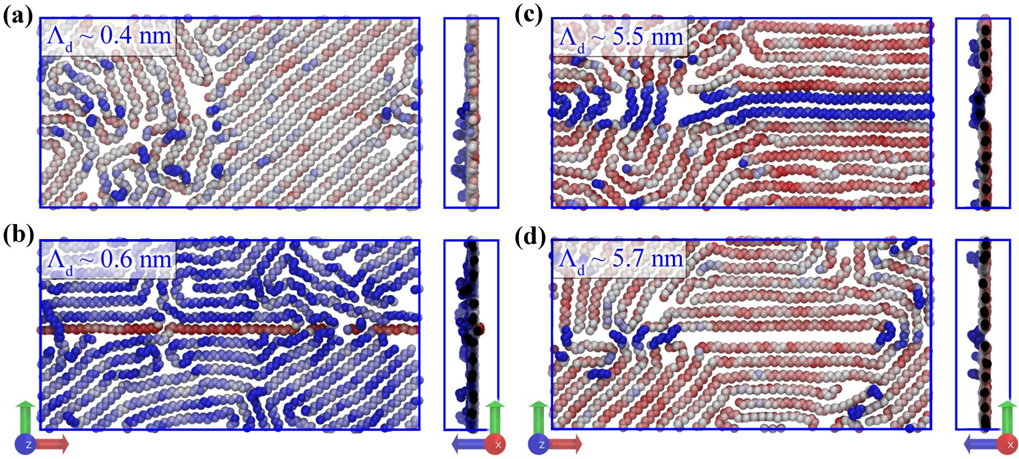 (a)
Λd ~ 0.4 nm
(c)
Λd ~ 5.5 nm
(b)
Λd ~ 0.6 nm
(d)
Λd ~ 5.7 nm
z
x
z
x